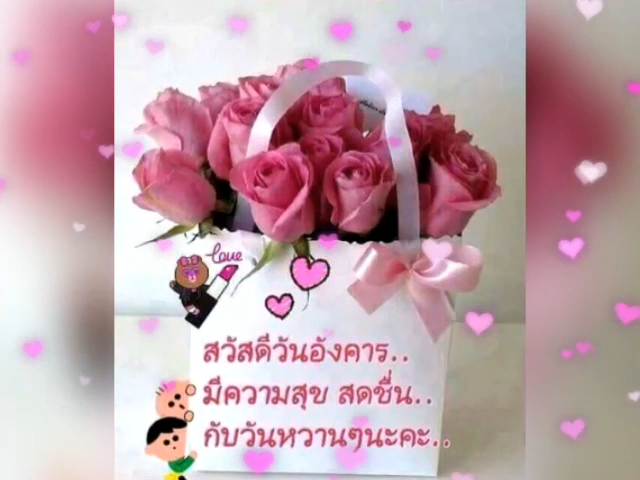 love
สวัสดีวันอังคาร..
มีความสุข สดชื่น..
กับวันหวานๆนะคะ..